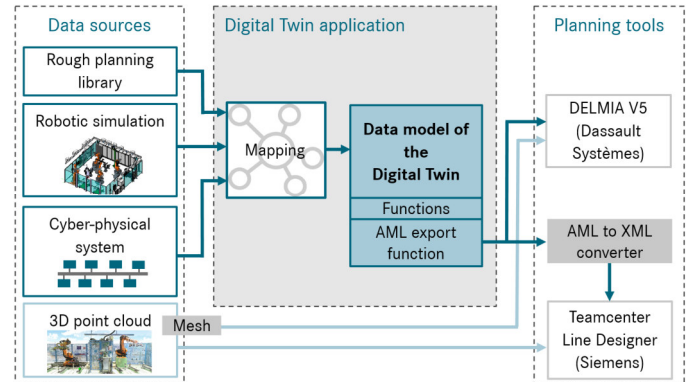 Data sources
Rough planning
library
Robotic simulation
Cyber-physical
system
3D point cloud
Mesh
Digital Twin application
Mapping
Data model of
the
Digital Twin
Functions
AML export
function
Planning tools
DELMIA V5
(Dassault
Systèmes)
AML to XML
converter
Teamcenter
Line Designer
(Siemens)